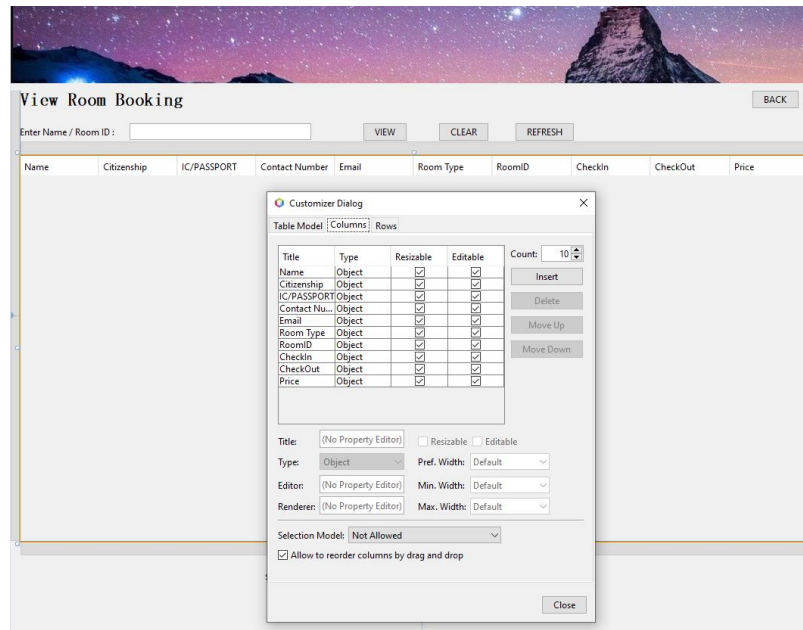 View Room Booking
BACK
Enter Name / Room ID :
VIEW CLEAR REFRESH
Name Citizenship IC/PASSPORT Contact Number Email Room Type RoomID CheckIn CheckOut Price
Customizer Dialog
Table Model Columns Rows
Title Type Resizable Editable
Count: 10
Name Object
Insert
Citizenship Object
IC/PASSPORT Object
Delete
Contact Nu... Object
Email Object
Move Up
Room Type Object
RoomID Object
Move Down
CheckIn Object
CheckOut Object
Price Object
Title: (No Property Editor) Resizable Editable
Type: Object Pref. Width: Default
Editor: (No Property Editor) Min. Width: Default
Renderer: (No Property Editor) Max. Width: Default
Selection Model: Not Allowed
Allow to reorder columns by drag and drop
Close